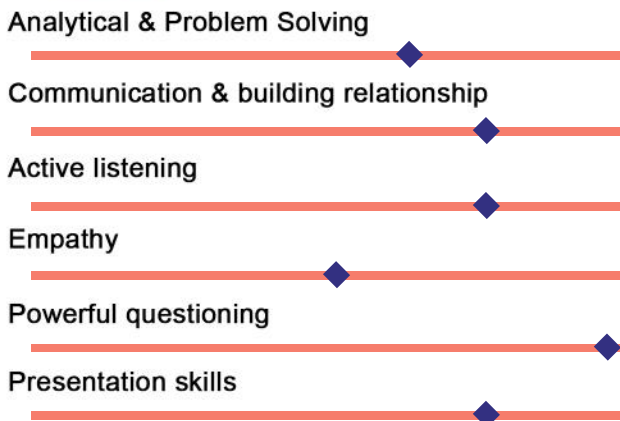 Analytical & Problem Solving
Communication & building relationship
Active listening
Empathy
Powerful questioning
Presentation skills